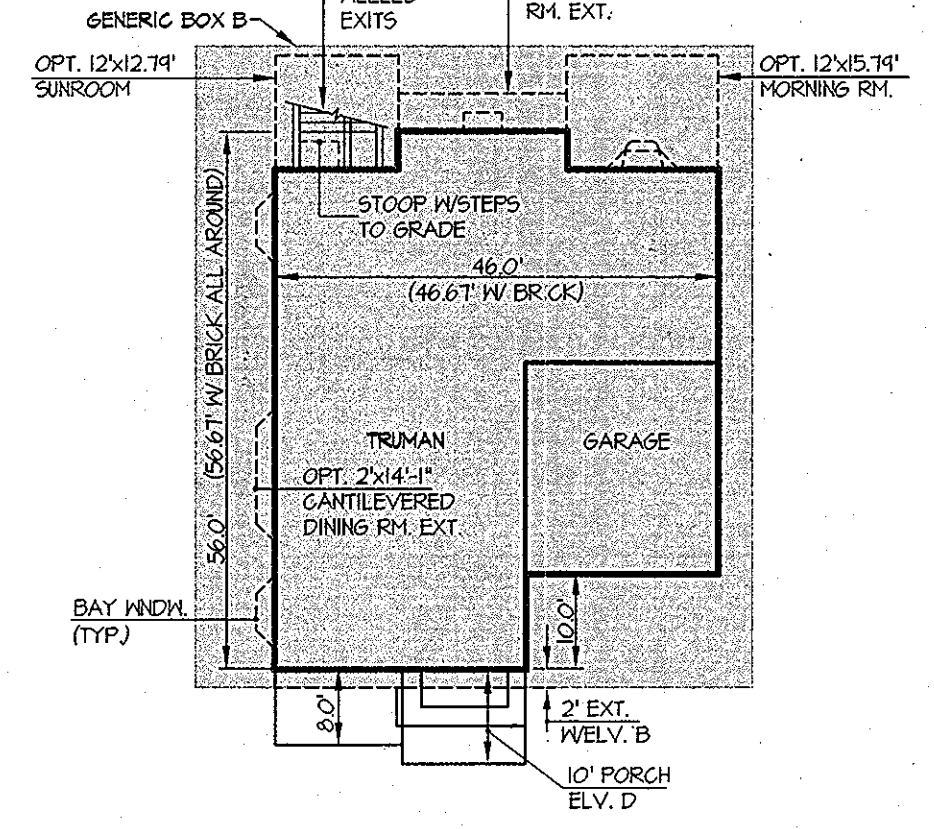 GENERIC BOX B
EXITS
RM. EXT.
OPT. 12'x12.79'
SUNROOM
OPT. 12'x15.79'
MORNING RM.
STOOP W/STEPS
TO GRADE
46.0'
(46.67' W/ BRICK)
56.0' (56.67' W/ BRICK ALL AROUND)
TRUMAN
GARAGE
OPT. 2'x14'-1"
CANTILEVERED
DINING RM. EXT.
BAY WNDW.
(TYP.)
10.0'
8.0'
2' EXT.
W/ELV. B
10' PORCH
ELV. D